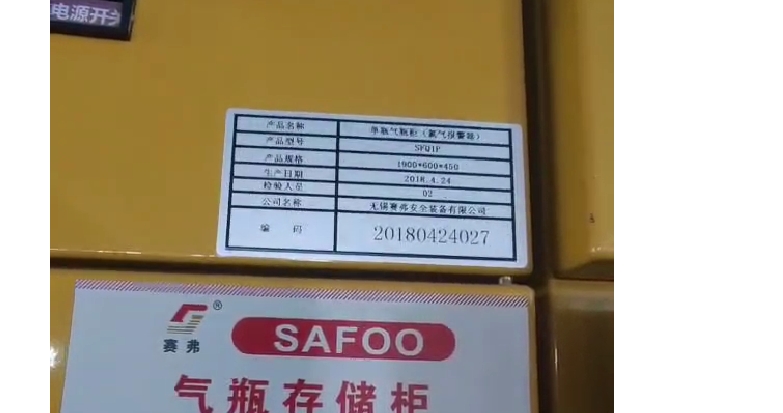 电源开关
产品名称 单瓶气瓶柜（氯气报警器）
产品型号 SFQ1P
产品规格 1900*600*450
生产日期 2018.4.24
检验人员 02
公司名称 无锡赛弗安全装备有限公司
编 码 20180424027
®
赛弗
SAFOO
气瓶存储柜